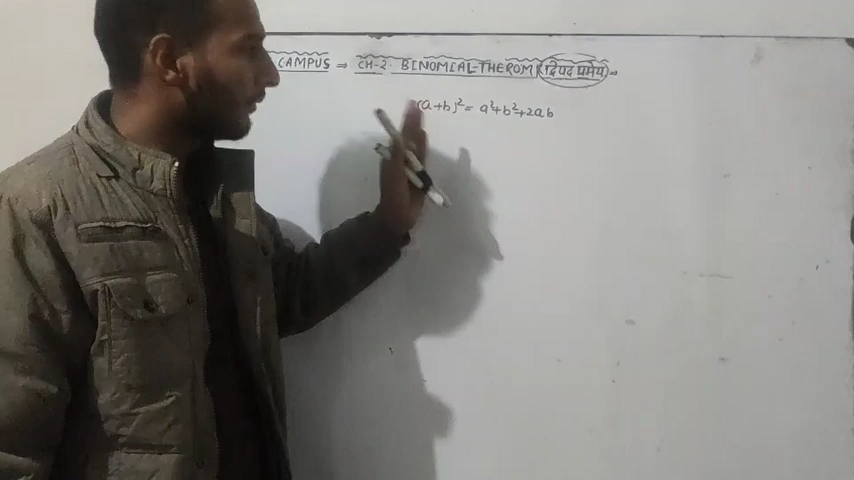 CAMPUS ⇒ CH-2 BINOMIAL THEROM (द्विपद प्रमेय)⇒
(a+b)² = a²+b²+2ab